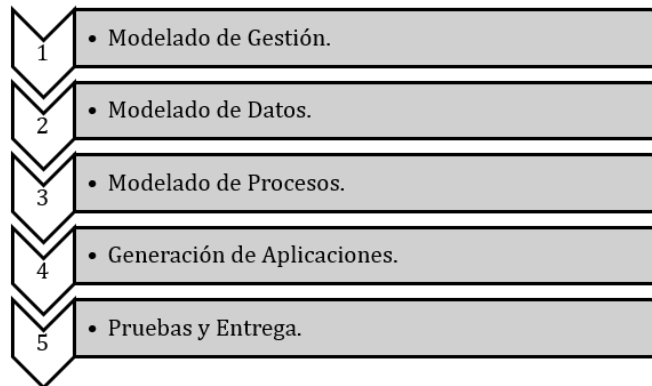 1 • Modelado de Gestión.
2 • Modelado de Datos.
3 • Modelado de Procesos.
4 • Generación de Aplicaciones.
5 • Pruebas y Entrega.